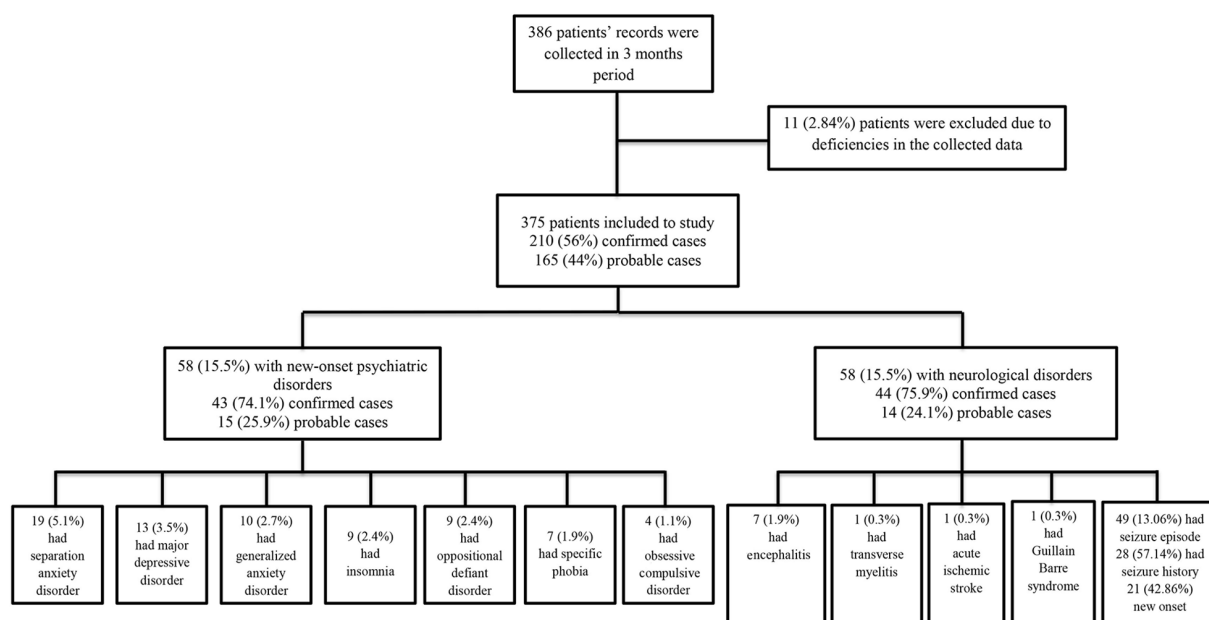 386 patients’ records were
collected in 3 months
period
11 (2.84%) patients were excluded due to
deficiencies in the collected data
375 patients included to study
210 (56%) confirmed cases
165 (44%) probable cases
58 (15.5%) with new-onset psychiatric
disorders
43 (74.1%) confirmed cases
15 (25.9%) probable cases
58 (15.5%) with neurological disorders
44 (75.9%) confirmed cases
14 (24.1%) probable cases
19 (5.1%)
had
separation
anxiety
disorder
13 (3.5%)
had major
depressive
disorder
10 (2.7%)
had
generalized
anxiety
disorder
9 (2.4%)
had
insomnia
9 (2.4%)
had
oppositional
defiant
disorder
7 (1.9%)
had specific
phobia
4 (1.1%)
had
obsessive
compulsive
disorder
7 (1.9%)
had
encephalitis
1 (0.3%)
had
transverse
myelitis
1 (0.3%)
had
acute
ischemic
stroke
1 (0.3%)
had
Guillain
Barre
syndrome
49 (13.06%) had
seizure episode
28 (57.14%) had
seizure history
21 (42.86%)
new onset